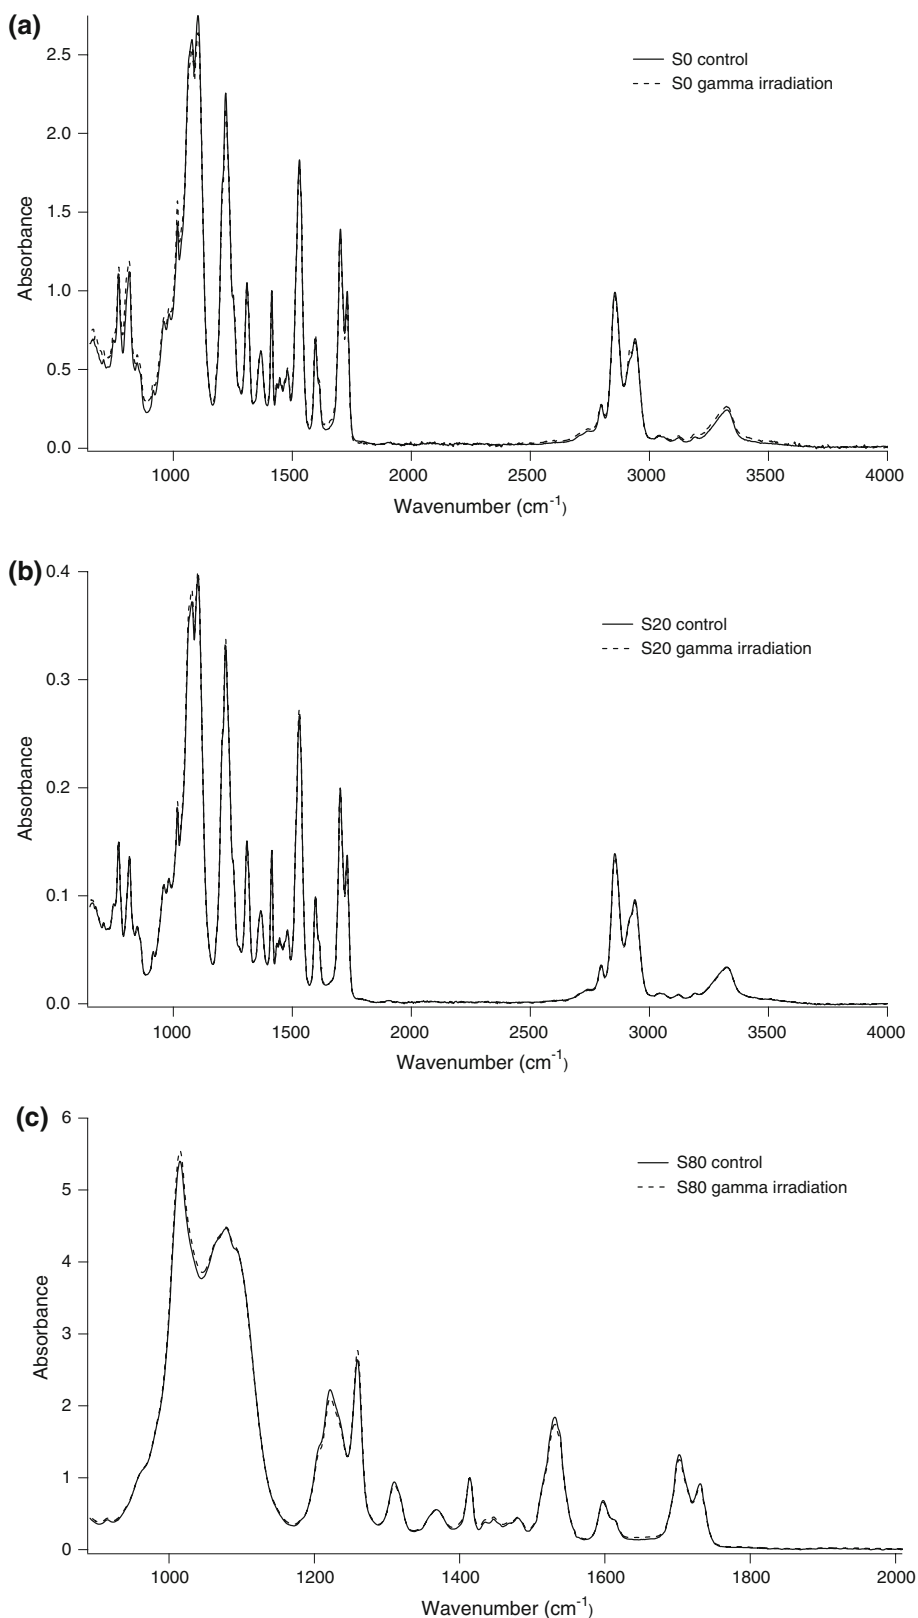 (a)
S0 control
S0 gamma irradiation
2.5
2.0
1.5
1.0
0.5
0.0
Absorbance
1000 1500 2000 2500 3000 3500 4000
Wavenumber (cm-1)
(b)
S20 control
S20 gamma irradiation
0.4
0.3
0.2
0.1
0.0
Absorbance
1000 1500 2000 2500 3000 3500 4000
Wavenumber (cm-1)
(c)
S80 control
S80 gamma irradiation
6
5
4
3
2
1
0
Absorbance
1000 1200 1400 1600 1800 2000
Wavenumber (cm-1)